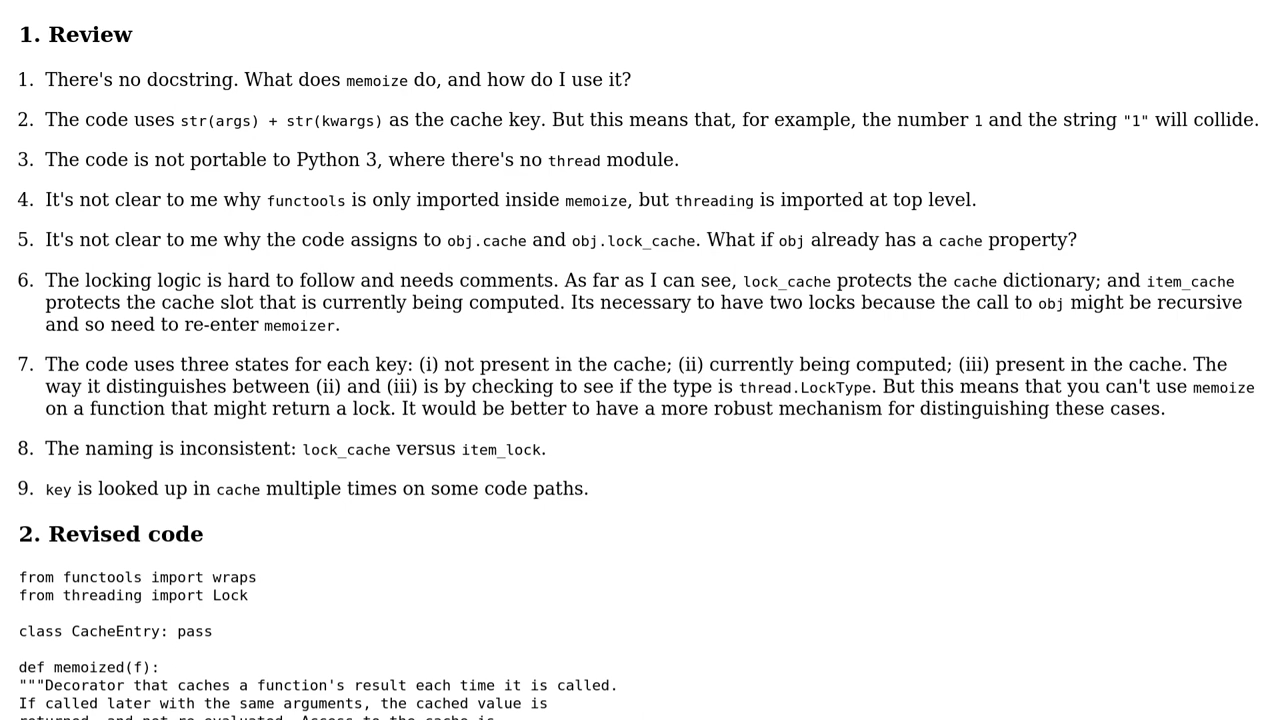 1. Review
1. There's no docstring. What does memoize do, and how do I use it?
2. The code uses str(args) + str(kwargs) as the cache key. But this means that, for example, the number 1 and the string "1" will collide.
3. The code is not portable to Python 3, where there's no thread module.
4. It's not clear to me why functools is only imported inside memoize, but threading is imported at top level.
5. It's not clear to me why the code assigns to obj.cache and obj.lock_cache. What if obj already has a cache property?
6. The locking logic is hard to follow and needs comments. As far as I can see, lock_cache protects the cache dictionary; and item_cache
protects the cache slot that is currently being computed. Its necessary to have two locks because the call to obj might be recursive
and so need to re-enter memoizer.
7. The code uses three states for each key: (i) not present in the cache; (ii) currently being computed; (iii) present in the cache. The
way it distinguishes between (ii) and (iii) is by checking to see if the type is thread.LockType. But this means that you can't use memoize
on a function that might return a lock. It would be better to have a more robust mechanism for distinguishing these cases.
8. The naming is inconsistent: lock_cache versus item_lock.
9. key is looked up in cache multiple times on some code paths.
2. Revised code
from functools import wraps
from threading import Lock
class CacheEntry: pass
def memoized(f):
"""Decorator that caches a function's result each time it is called.
If called later with the same arguments, the cached value is
returned, and not re-evaluated. Access to the cache is